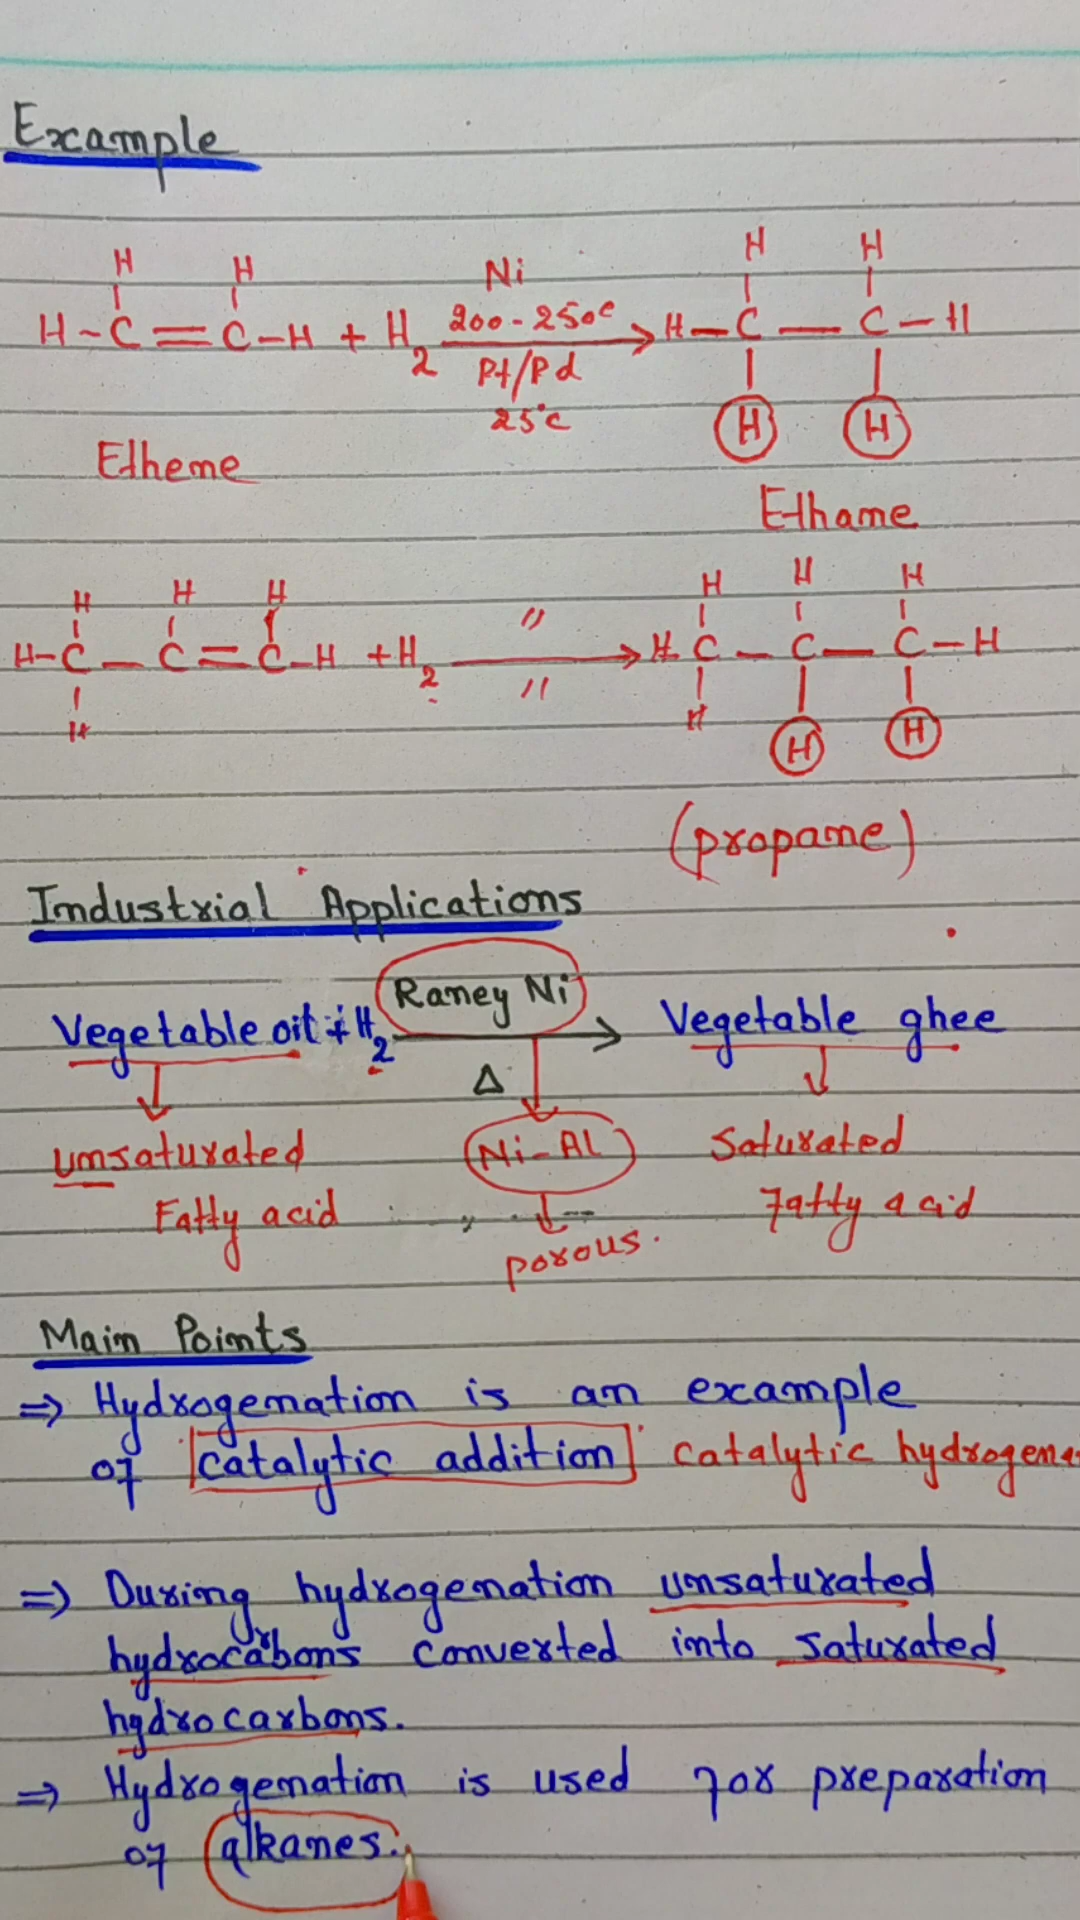 Example
H H Ni H H
H-C=C-H + H2 200-250°C → H-C-C-H
Pt/Pd
25°C H H
Ethene
Ethane
H H H " H H H
H-C-C=C-H + H2 → H C-C-C-H
H " H H H
(propane)
Industrial Applications
Raney Ni
Vegetable oil + H2 → Vegetable ghee
Δ
unsaturated Ni-Al Saturated
Fatty acid Fatty acid
porous.
Main Points
⇒ Hydrogenation is an example
of catalytic addition catalytic hydrogena
⇒ During hydrogenation unsaturated
hydrocarbons converted into saturated
hydrocarbons.
⇒ Hydrogenation is used for preparation
of alkanes.